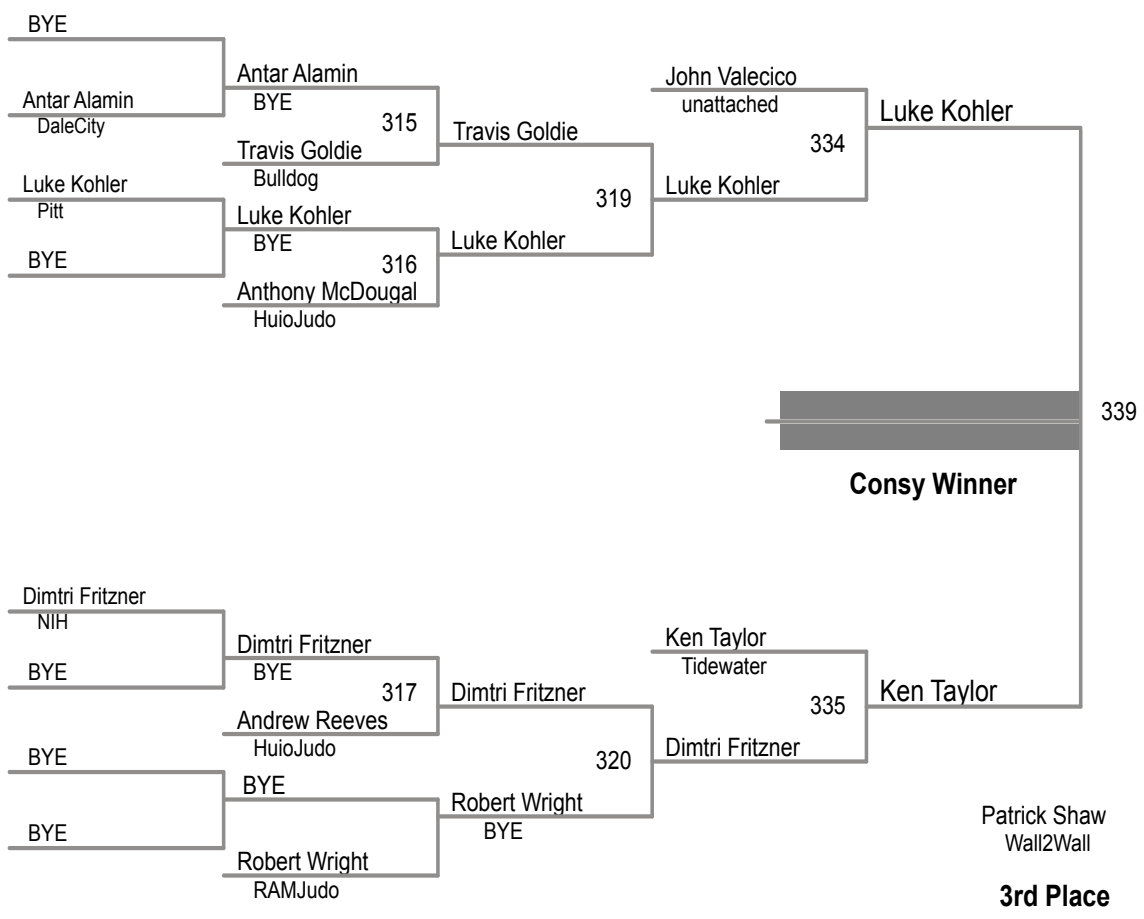 BYE
Antar Alamin
DaleCity
Antar Alamin
BYE
315
Travis Goldie
Bulldog
Luke Kohler
Pitt
BYE
Luke Kohler
BYE
316
Anthony McDougal
HuioJudo
Travis Goldie
319
Luke Kohler
John Valecico
unattached
334
Luke Kohler
Luke Kohler
339
Consy Winner
Dimtri Fritzner
NIH
BYE
Dimtri Fritzner
BYE
317
Andrew Reeves
HuioJudo
BYE
BYE
BYE
Robert Wright
RAMJudo
Dimtri Fritzner
320
Robert Wright
BYE
Ken Taylor
Tidewater
335
Dimtri Fritzner
Ken Taylor
Patrick Shaw
Wall2Wall
3rd Place